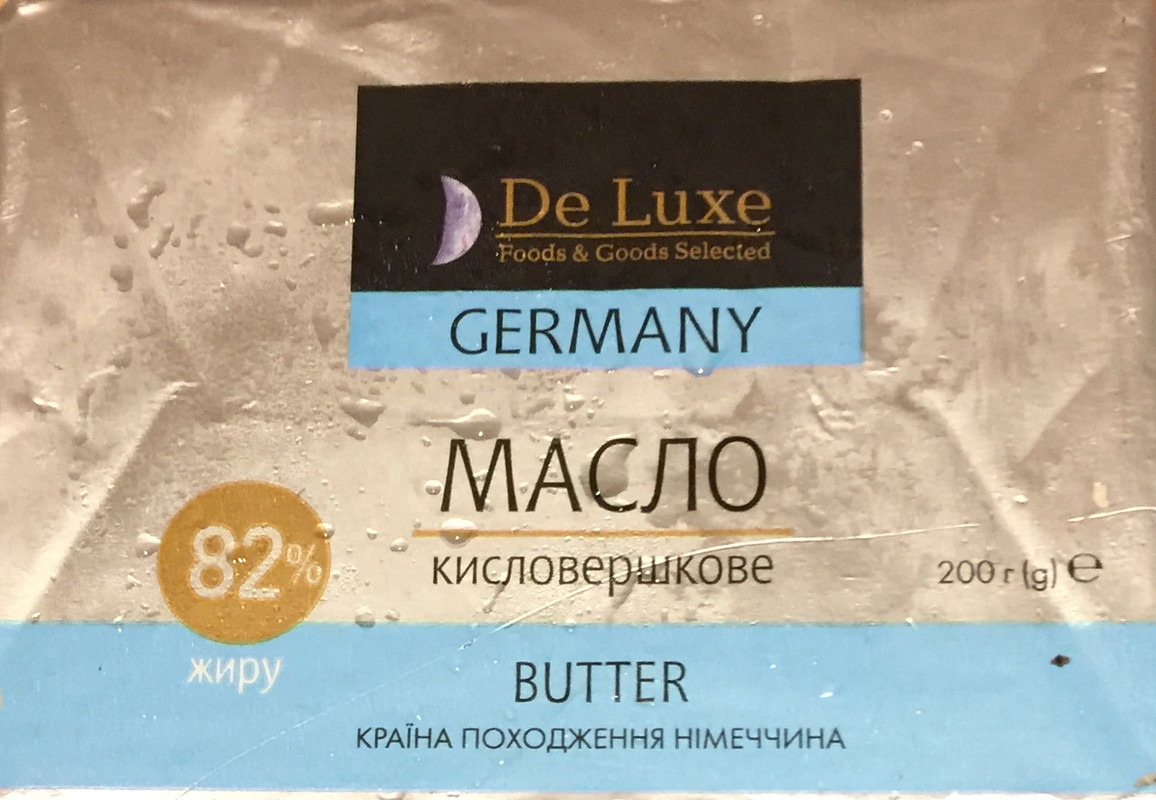 De Luxe
Foods & Goods Selected
GERMANY
МАСЛО
кисловершкове
200 г (g) ℮
82%
жиру
BUTTER
КРАЇНА ПОХОДЖЕННЯ НІМЕЧЧИНА